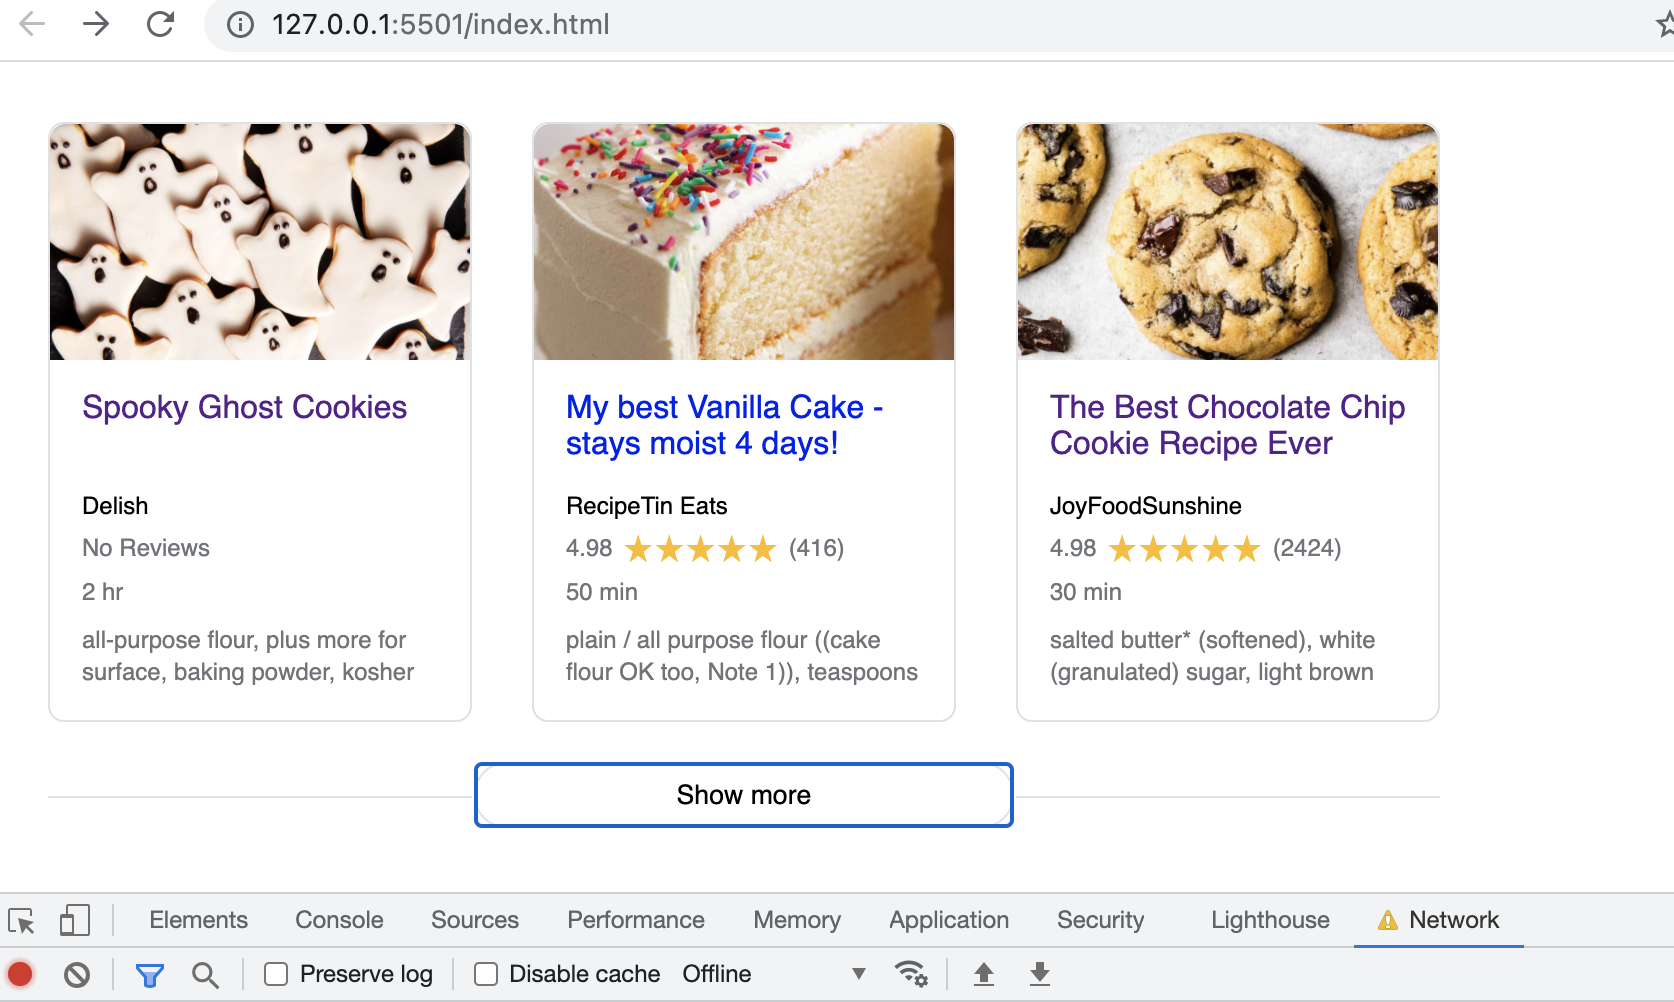 127.0.0.1:5501/index.html
Spooky Ghost Cookies
Delish
No Reviews
2 hr
all-purpose flour, plus more for
surface, baking powder, kosher
My best Vanilla Cake -
stays moist 4 days!
RecipeTin Eats
4.98 ★★★★★ (416)
50 min
plain / all purpose flour ((cake
flour OK too, Note 1)), teaspoons
The Best Chocolate Chip
Cookie Recipe Ever
JoyFoodSunshine
4.98 ★★★★★ (2424)
30 min
salted butter* (softened), white
(granulated) sugar, light brown
Show more
Elements Console Sources Performance Memory Application Security Lighthouse Network
Preserve log Disable cache Offline